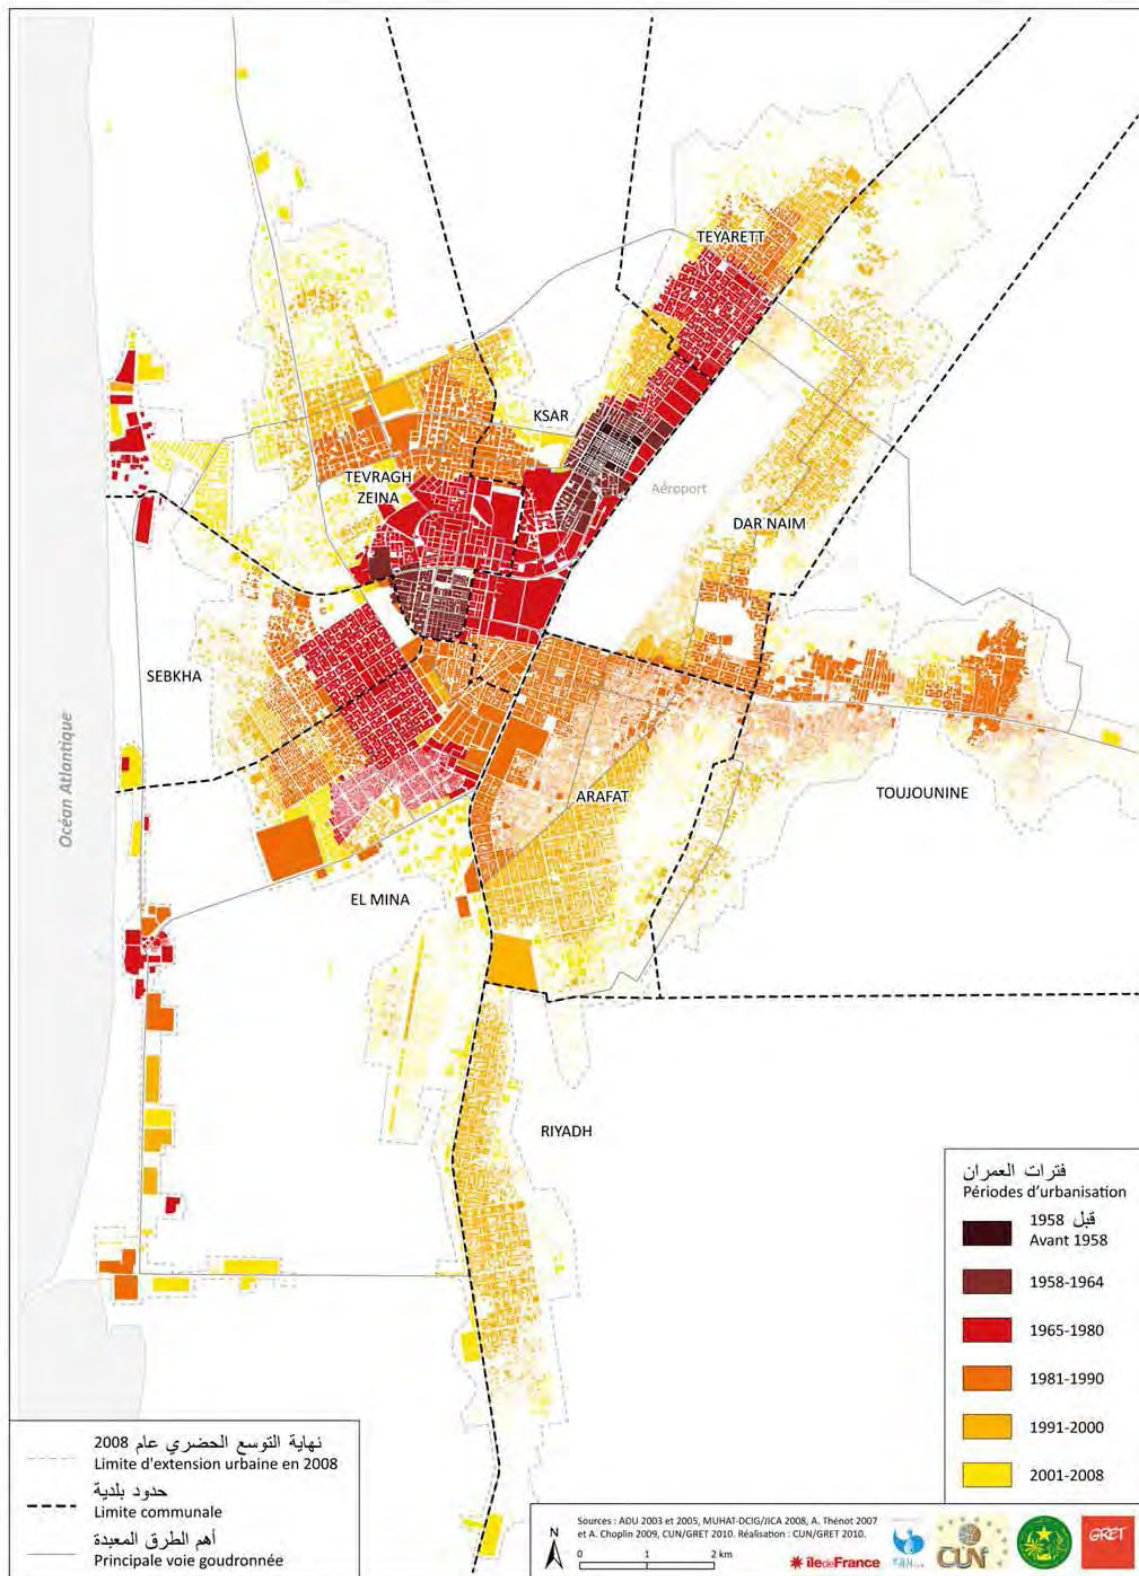 TEYARETT
KSAR
TEVRAGH
ZEINA
Aéroport
DAR NAIM
SEBKHA
Océan Atlantique
ARAFAT
TOUJOUNINE
EL MINA
RIYADH
فترات العمران
Périodes d'urbanisation
قبل 1958
Avant 1958
1958-1964
1965-1980
1981-1990
1991-2000
2001-2008
نهاية التوسع الحضري عام 2008
Limite d'extension urbaine en 2008
حدود بلدية
Limite communale
أهم الطرق المعبدة
Principale voie goudronnée
N
Sources : ADU 2003 et 2005, MUHAT-DCIG/JICA 2008, A. Thénot 2007
et A. Choplin 2009, CUN/GRET 2010. Réalisation : CUN/GRET 2010.
0 1 2 km
îledeFrance
CUN
GRET